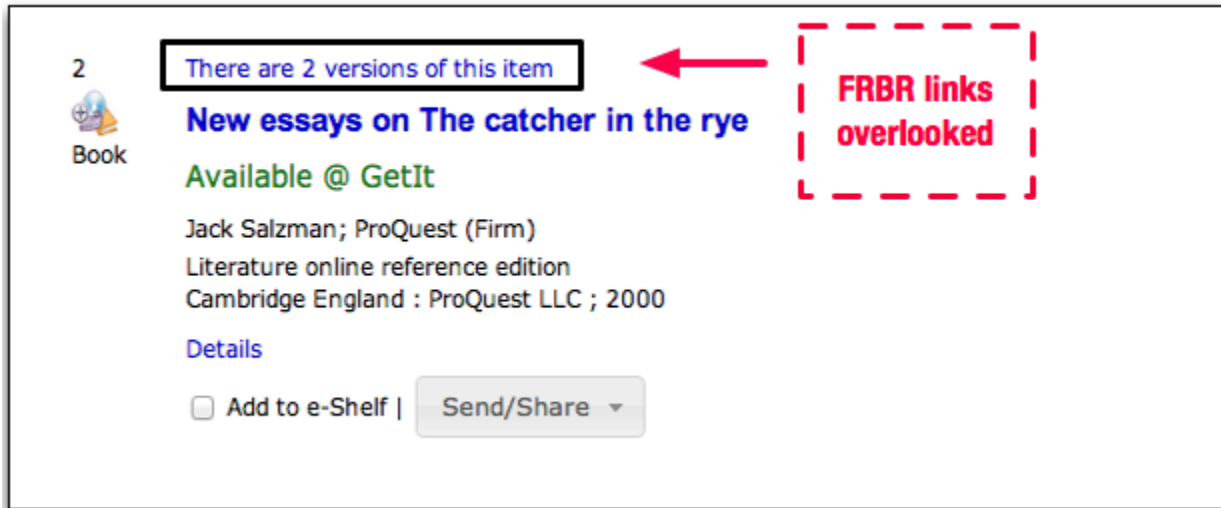 2
There are 2 versions of this item
FRBR links
overlooked
Book
New essays on The catcher in the rye
Available @ GetIt
Jack Salzman; ProQuest (Firm)
Literature online reference edition
Cambridge England : ProQuest LLC ; 2000
Details
Add to e-Shelf |
Send/Share